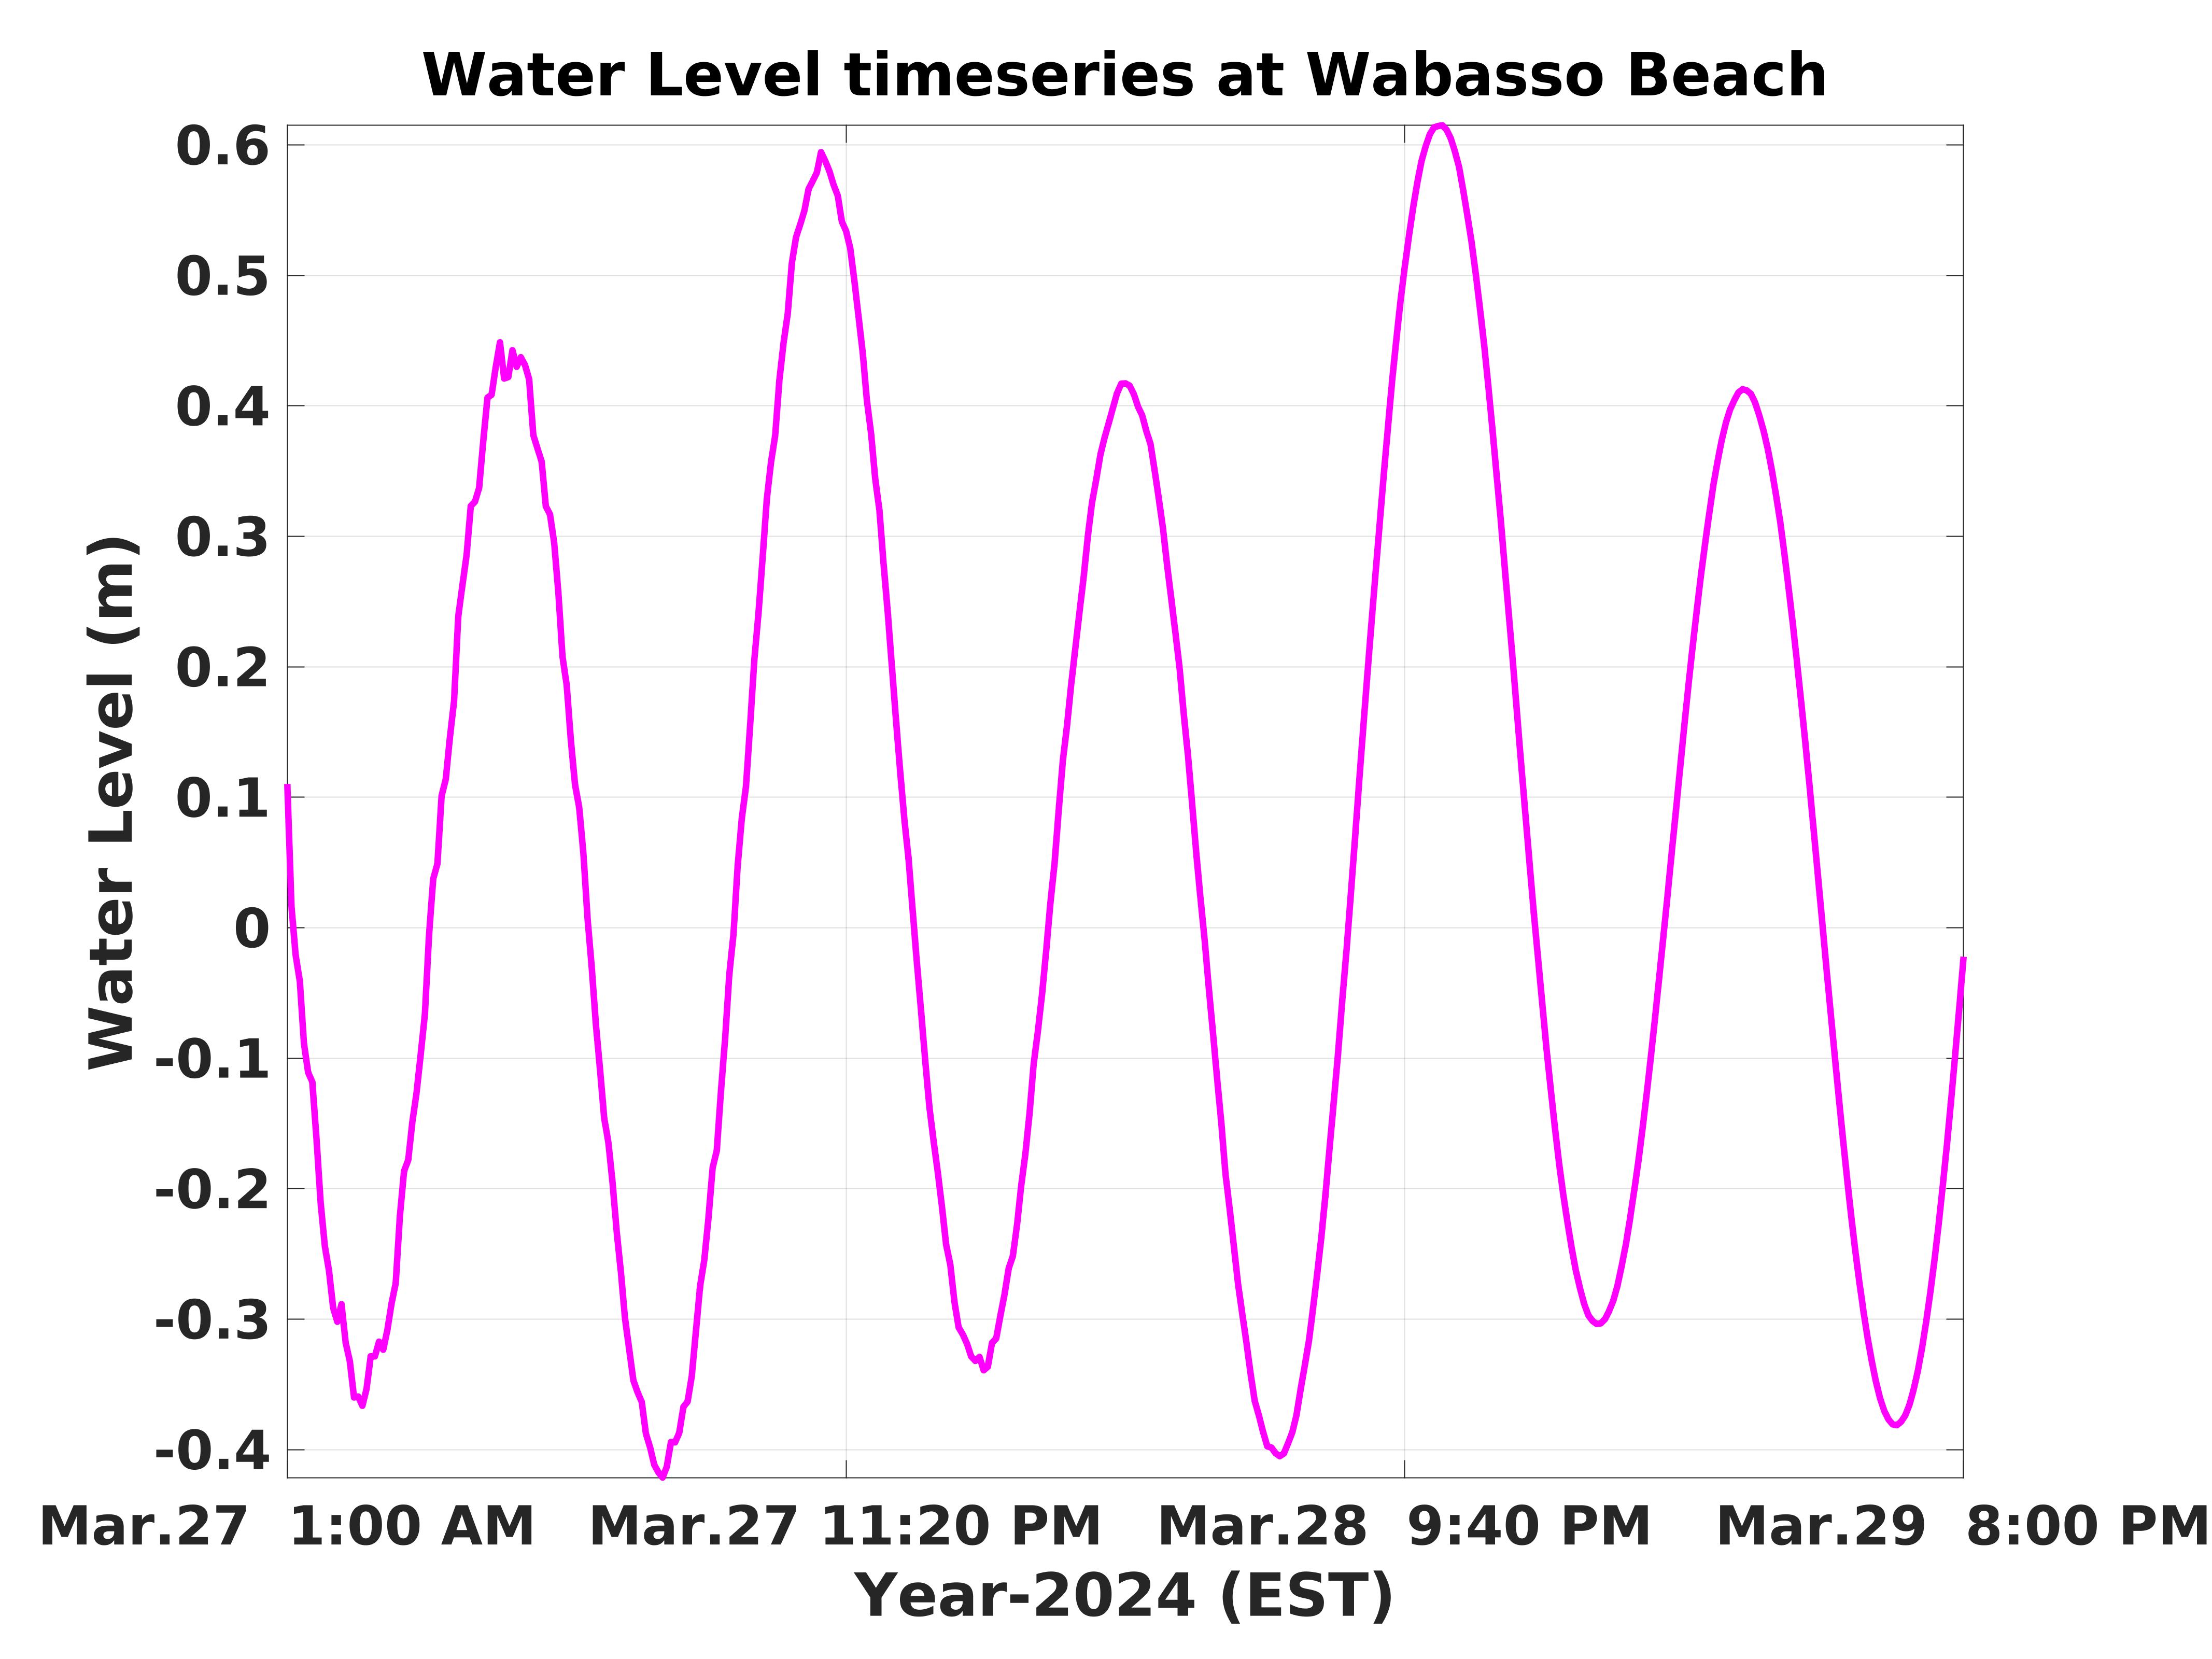 Water Level timeseries at Wabasso Beach
0.6
0.5
0.4
0.3
0.2
0.1
0
-0.1
-0.2
-0.3
-0.4
Water Level (m)
Mar.27 1:00 AM Mar.27 11:20 PM Mar.28 9:40 PM Mar.29 8:00 PM
Year-2024 (EST)